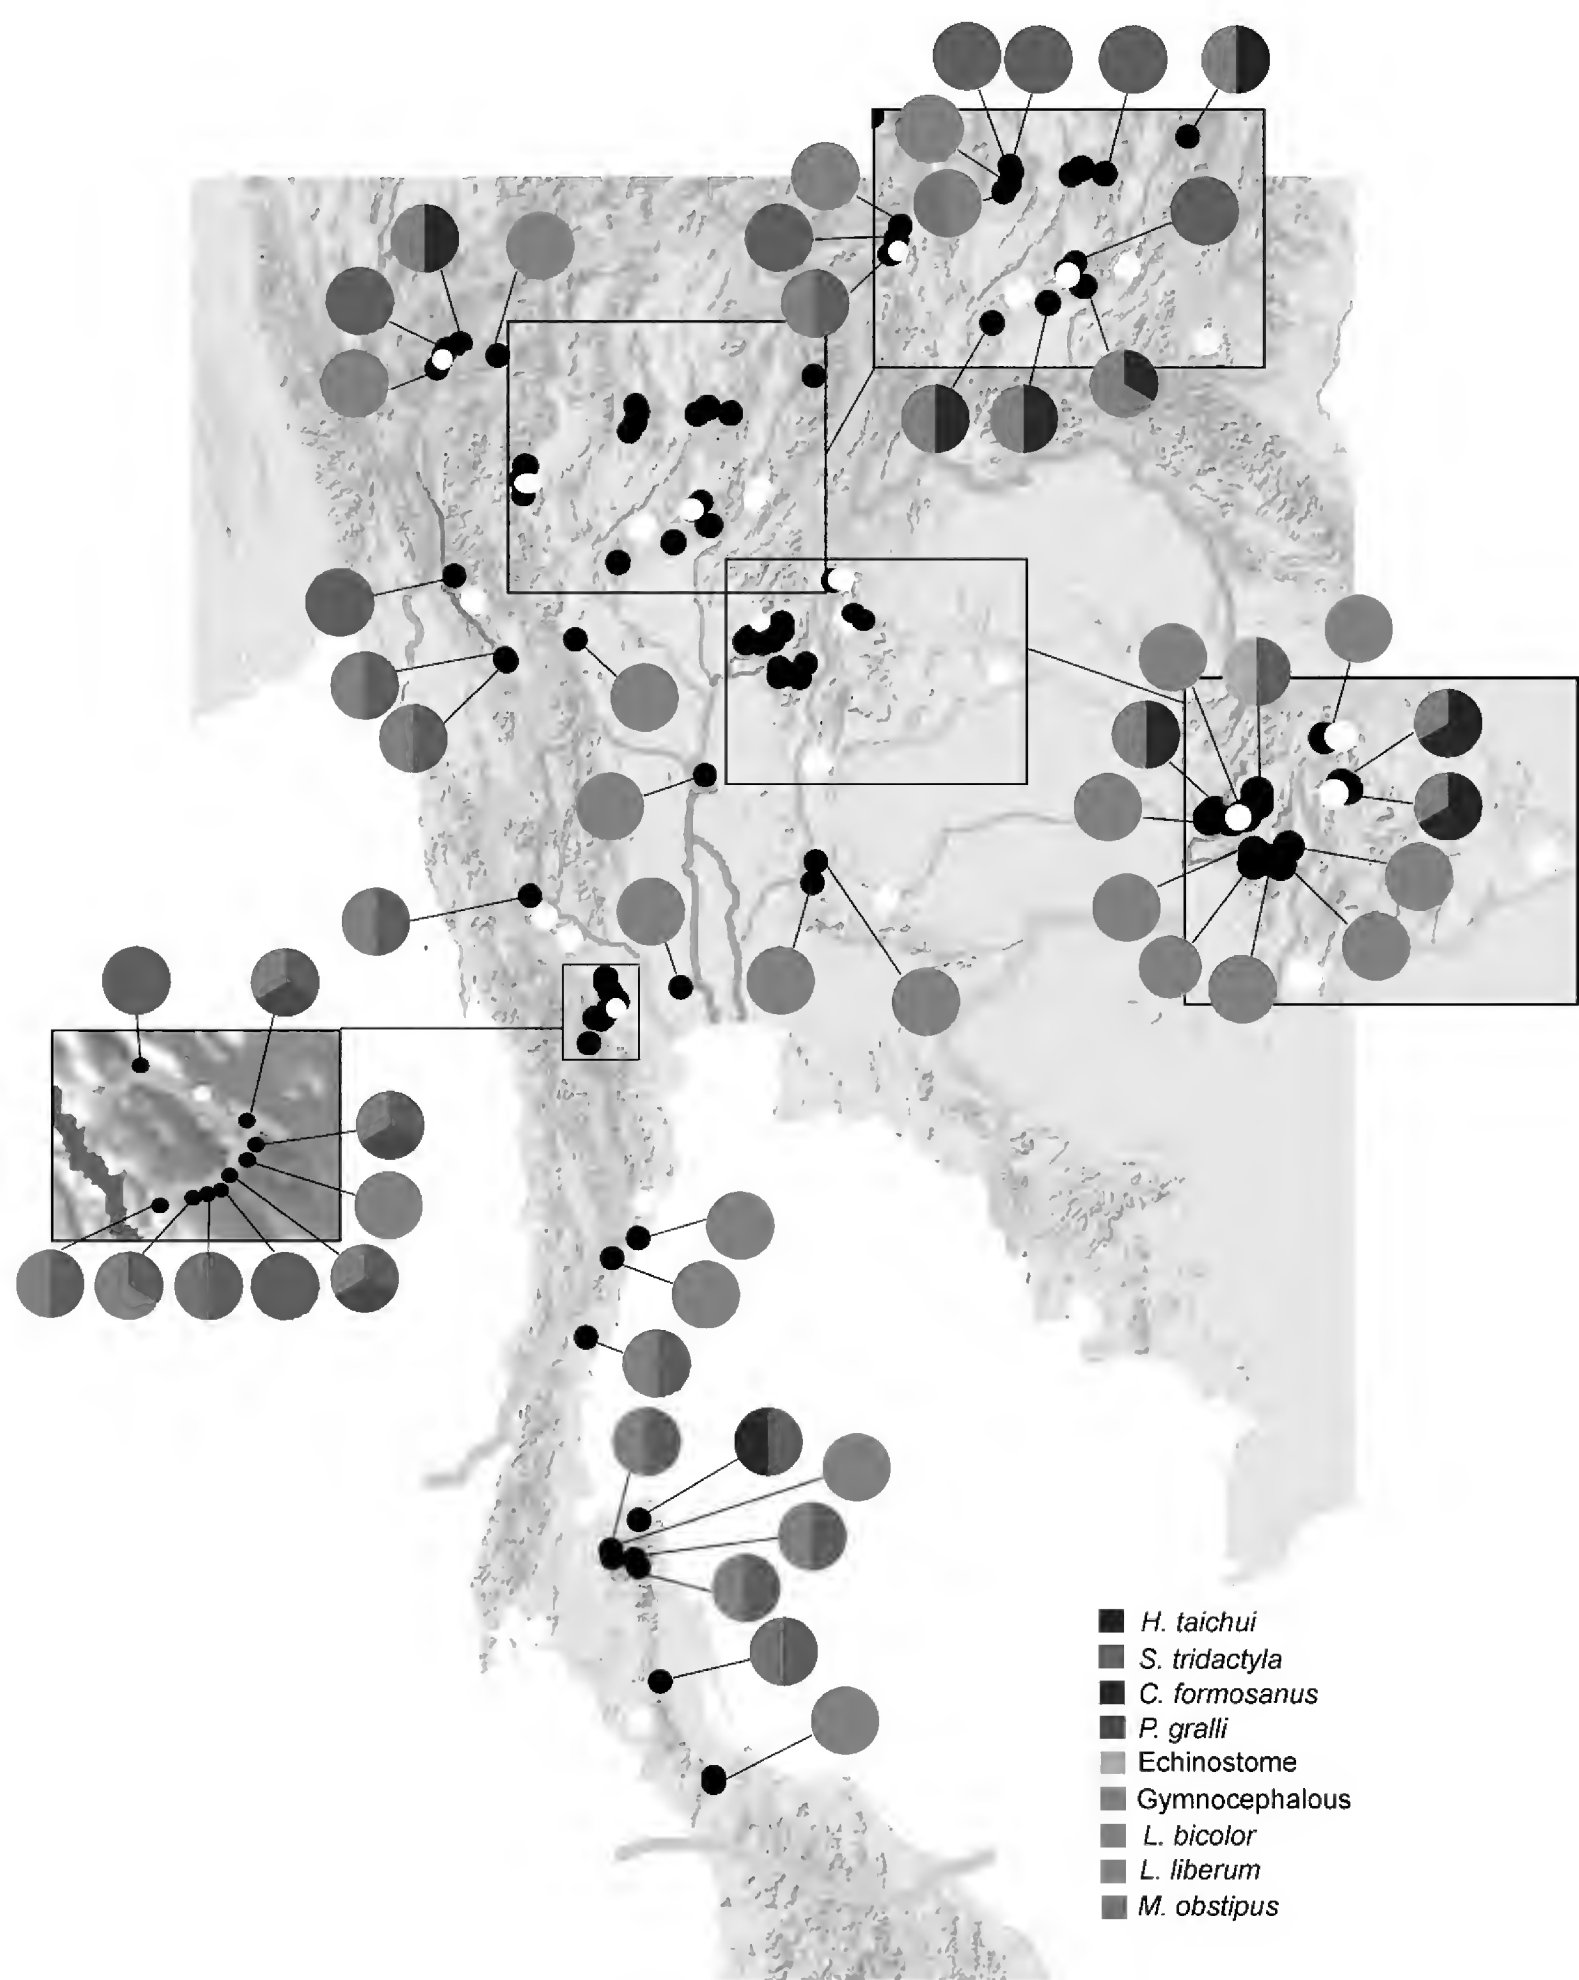 H. taichui
S. tridactyla
C. formosanus
P. gralli
Echinostome
Gymnocephalous
L. bicolor
L. liberum
M. obstipus